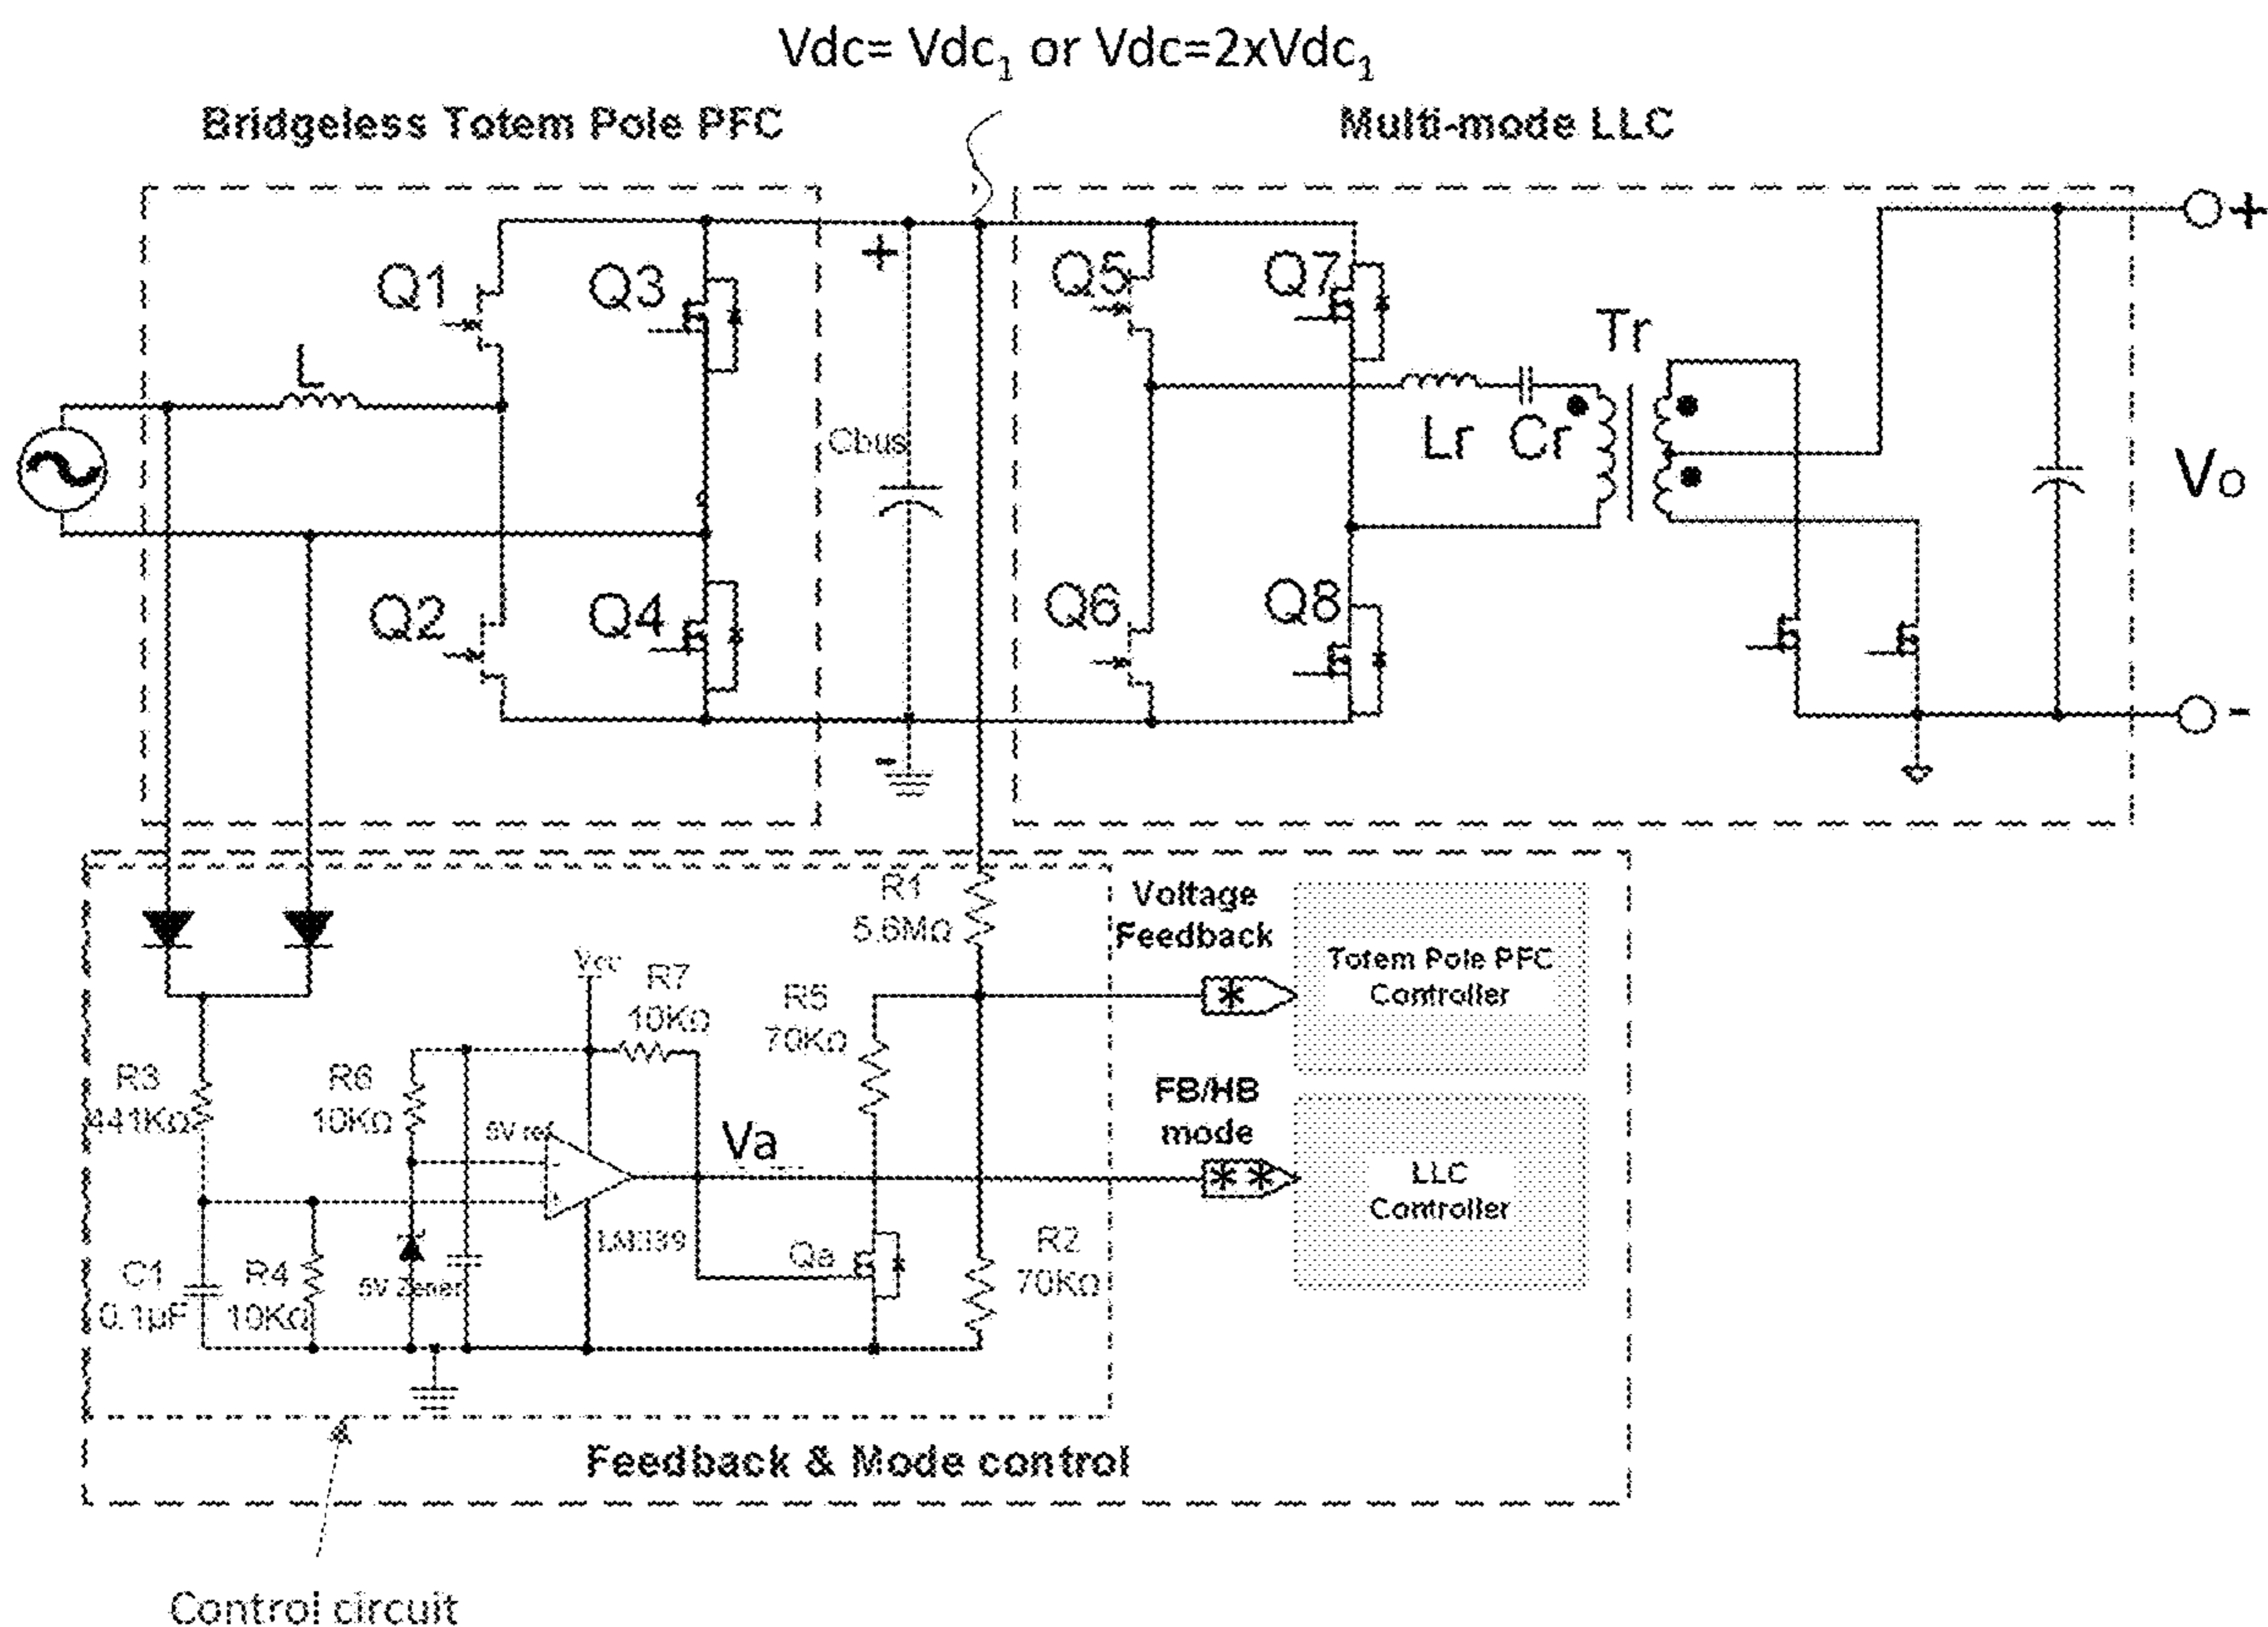 Vdc= Vdc1 or Vdc=2xVdc1
Bridgeless Totem Pole PFC
Multi-mode LLC
+
+
Q1
Q3
Q5
Q7
Tr
L
Cbus
Lr
Cr
Vo
Q2
Q4
Q6
Q8
-
-
R1
5.6MΩ
Voltage
Feedback
Totem Pole PFC
Controller
*
Vcc
R7
10KΩ
R5
70KΩ
R3
441KΩ
R6
10KΩ
5V ref
-
+
Va
FB/HB
mode
**
LLC
Controller
LM339
Qa
R2
70KΩ
C1
0.1µF
R4
10KΩ
5V Zener
Feedback & Mode control
Control circuit